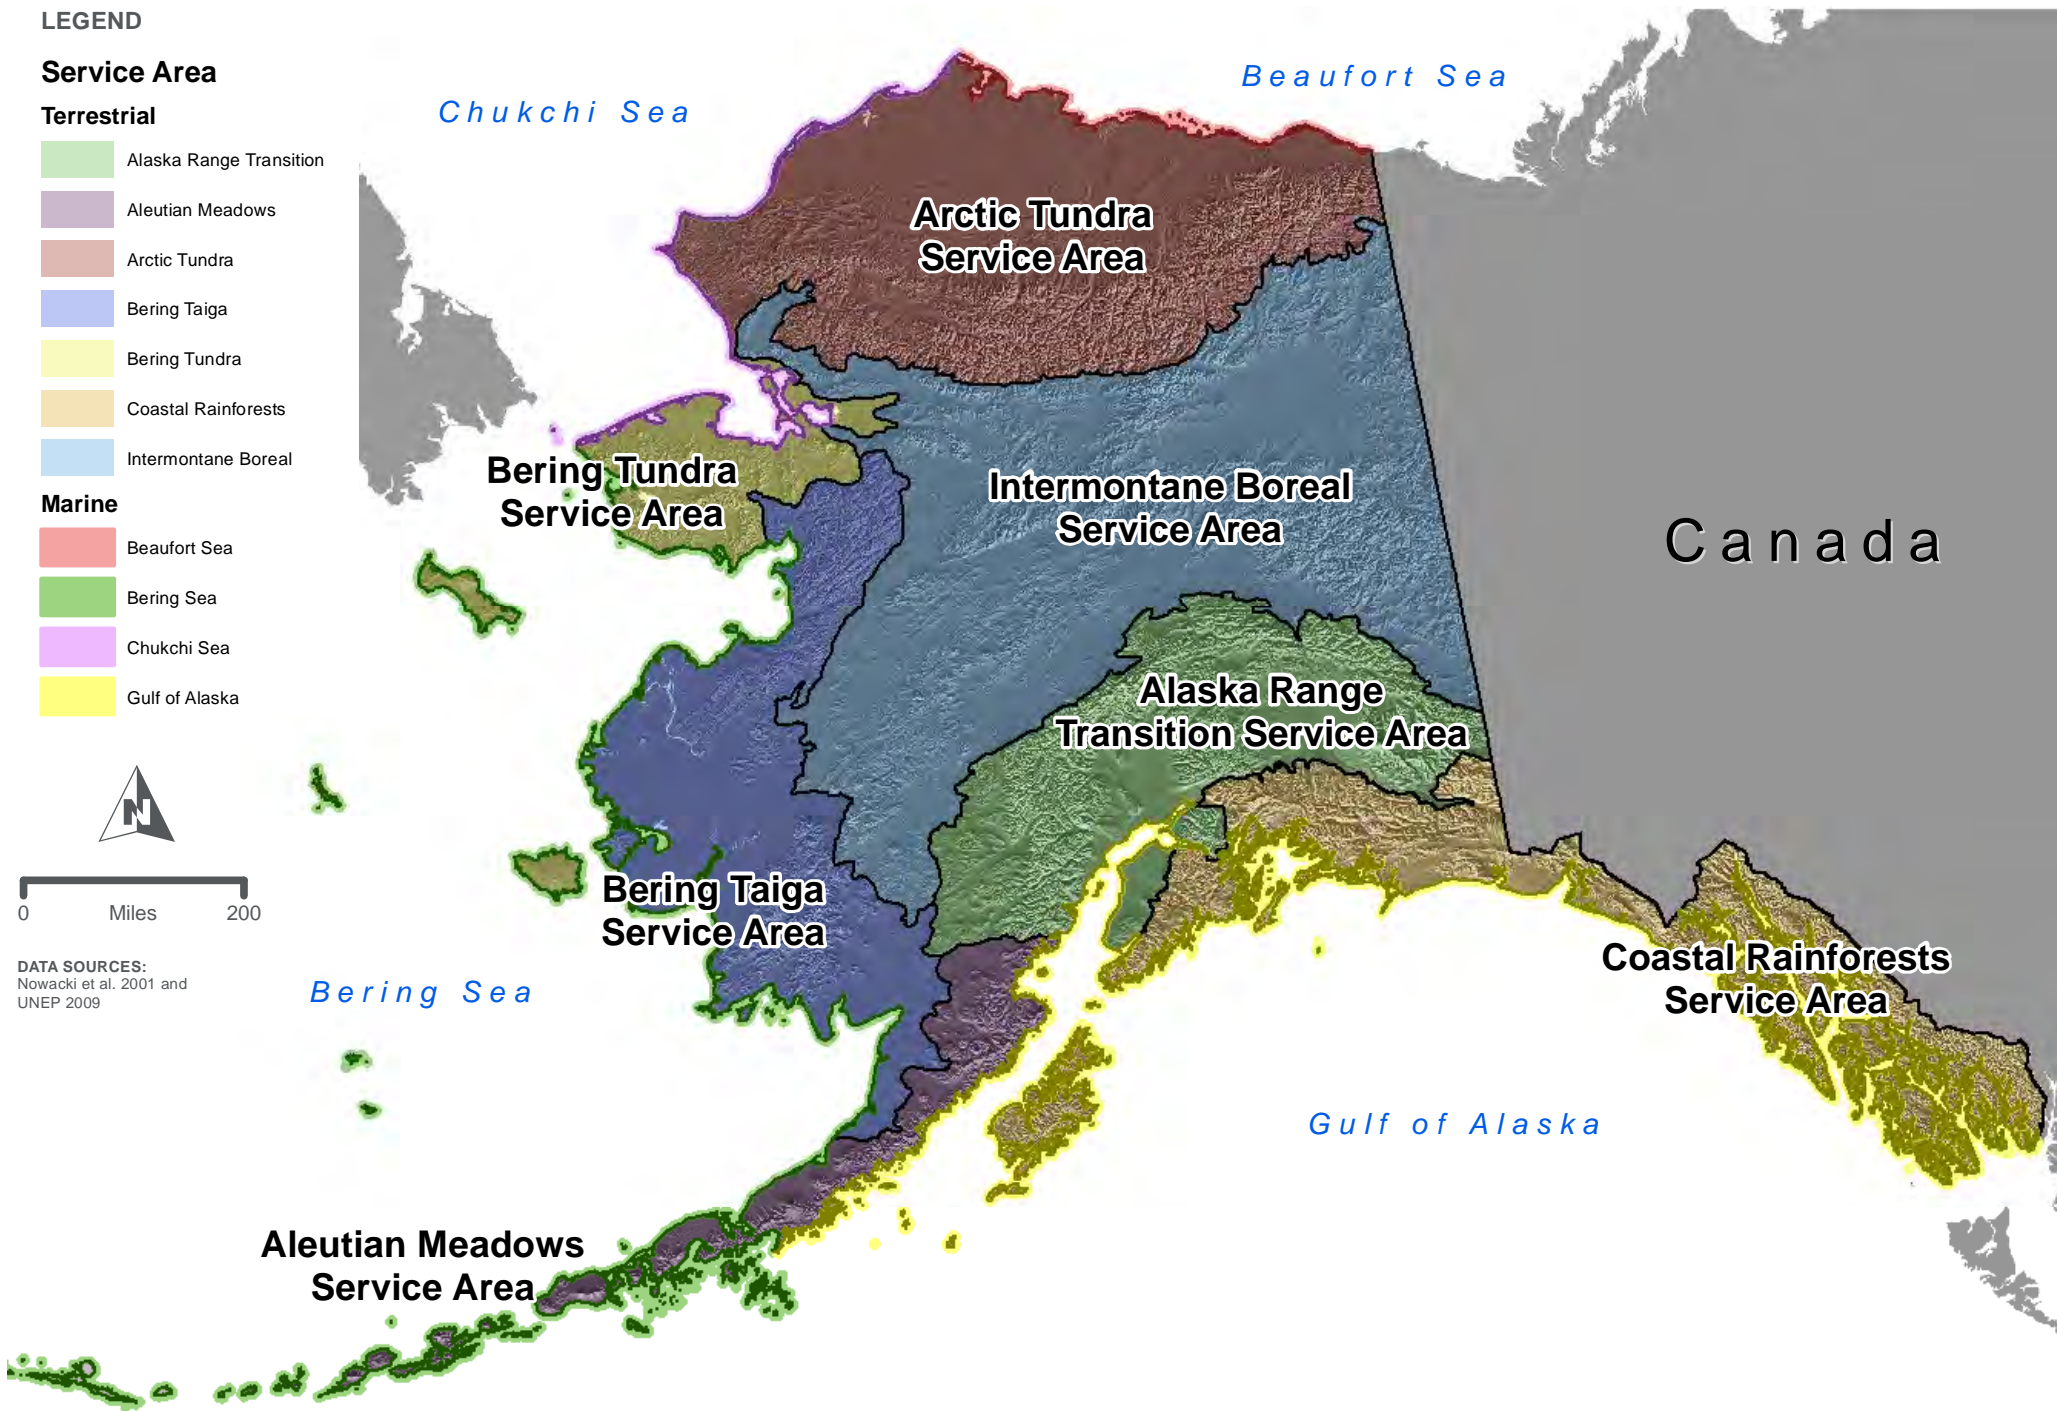 LEGEND
Service Area
Terrestrial
Alaska Range Transition
Aleutian Meadows
Arctic Tundra
Bering Taiga
Bering Tundra
Coastal Rainforests
Intermontane Boreal
Marine
Beaufort Sea
Bering Sea
Chukchi Sea
Gulf of Alaska
N
0 Miles 200
DATA SOURCES:
Nowacki et al. 2001 and
UNEP 2009
Chukchi Sea
Beaufort Sea
Arctic Tundra
Service Area
Bering Tundra
Service Area
Intermontane Boreal
Service Area
Canada
Alaska Range
Transition Service Area
Bering Taiga
Service Area
Coastal Rainforests
Service Area
Bering Sea
Gulf of Alaska
Aleutian Meadows
Service Area